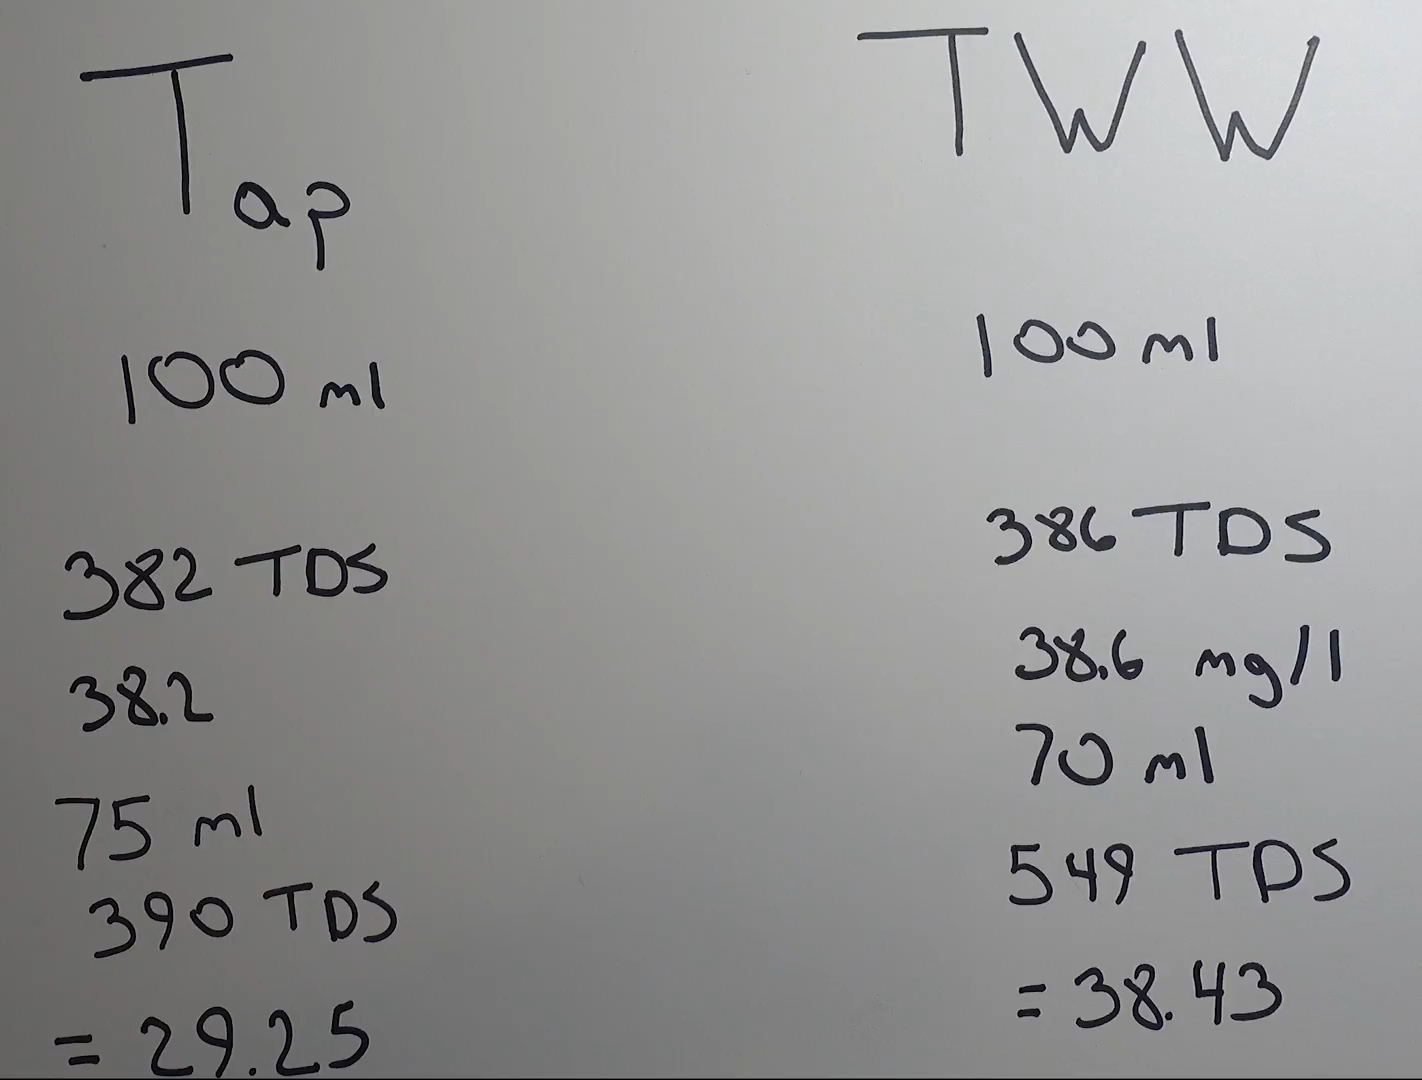 Tap
100 ml
382 TDS
38.2
75 ml
390 TDS
= 29.25
TWW
100 ml
386 TDS
38.6 mg/l
70 ml
549 TDS
= 38.43